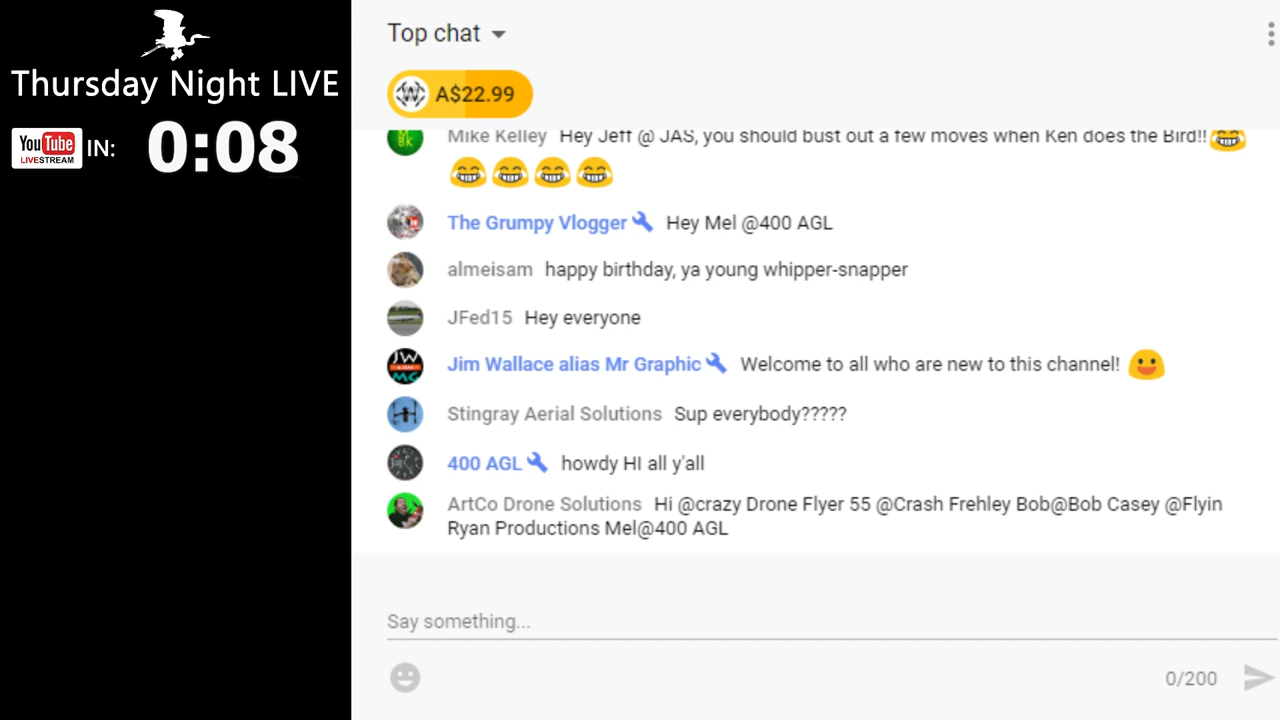 Thursday Night LIVE
YouTube
LIVESTREAM
IN:
0:08
Top chat
W
A$22.99
Mike Kelley Hey Jeff @ JAS, you should bust out a few moves when Ken does the Bird!!
The Grumpy Vlogger Hey Mel @400 AGL
almeisam happy birthday, ya young whipper-snapper
JFed15 Hey everyone
JW
MG
Jim Wallace alias Mr Graphic Welcome to all who are new to this channel!
Stingray Aerial Solutions Sup everybody?????
400 AGL howdy HI all y'all
ArtCo Drone Solutions Hi @crazy Drone Flyer 55 @Crash Frehley Bob@Bob Casey @Flyin
Ryan Productions Mel@400 AGL
Say something...
0/200